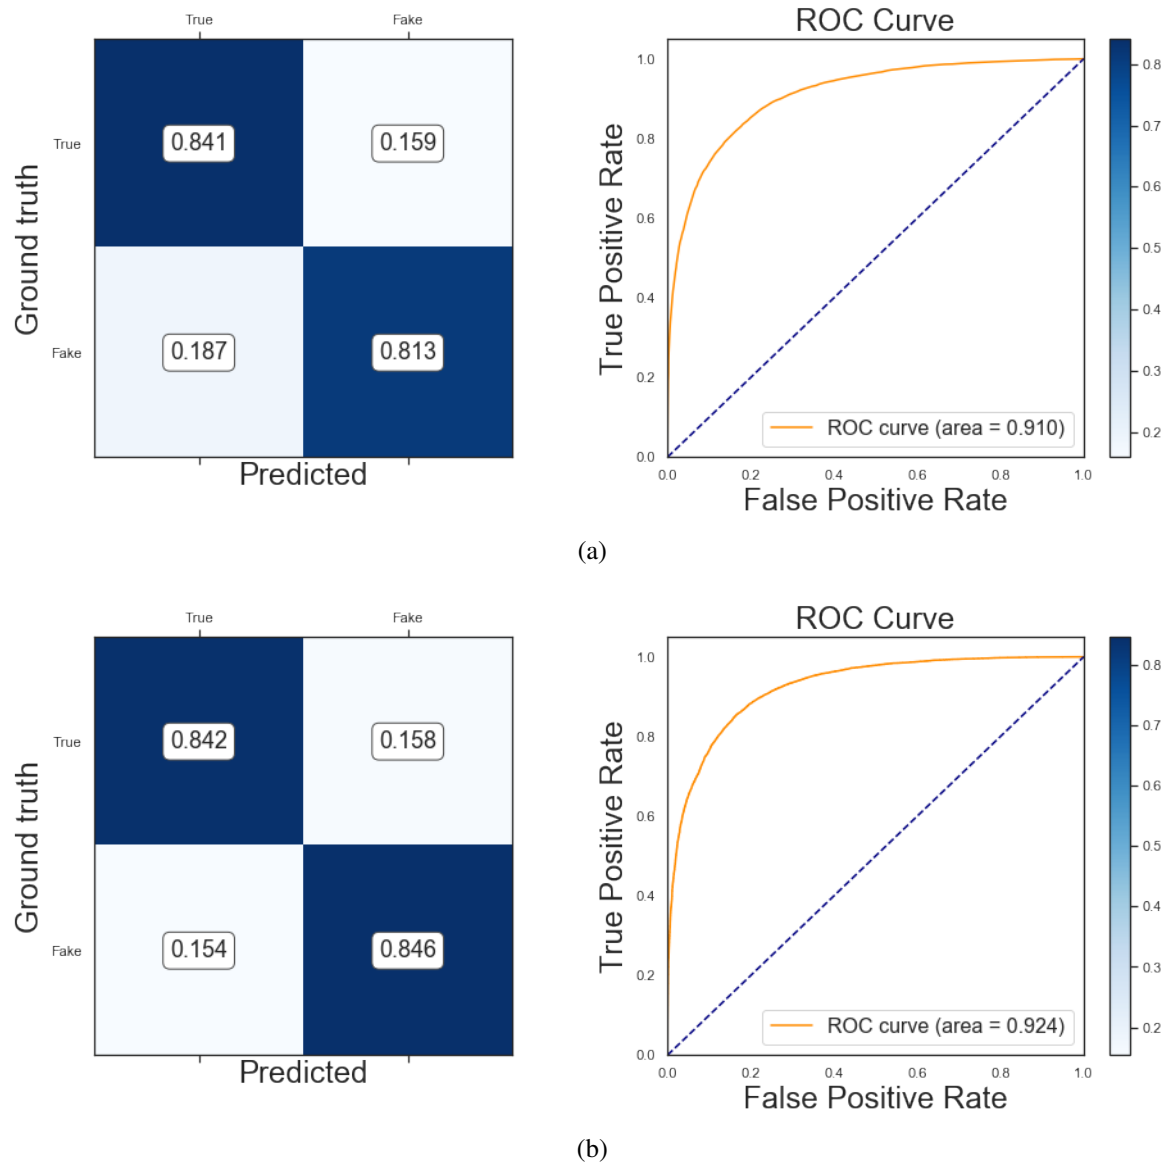 True Fake
Ground truth
True
0.841 0.159
Fake
0.187 0.813
Predicted
ROC Curve
True Positive Rate
1.0
0.8
0.6
0.4
0.2
0.0
ROC curve (area = 0.910)
0.0 0.2 0.4 0.6 0.8 1.0
False Positive Rate
0.8
0.7
0.6
0.5
0.4
0.3
0.2
(a)
True Fake
Ground truth
True
0.842 0.158
Fake
0.154 0.846
Predicted
ROC Curve
True Positive Rate
1.0
0.8
0.6
0.4
0.2
0.0
ROC curve (area = 0.924)
0.0 0.2 0.4 0.6 0.8 1.0
False Positive Rate
0.8
0.7
0.6
0.5
0.4
0.3
0.2
(b)